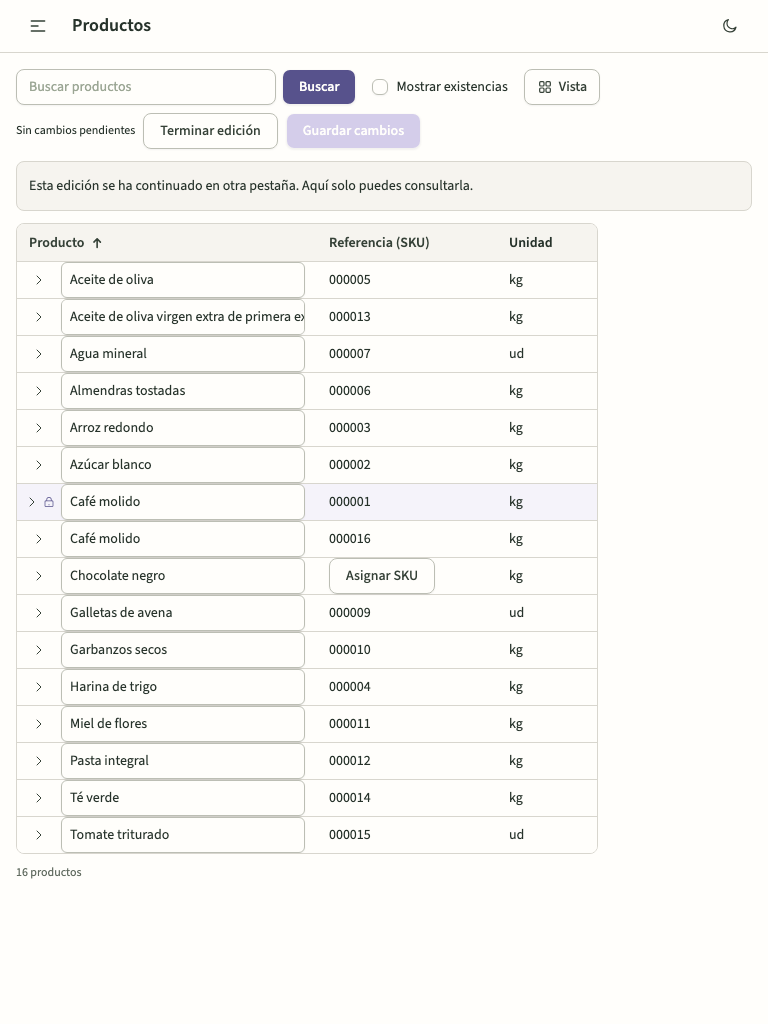 Productos
Buscar productos
Buscar
Mostrar existencias
Vista
Sin cambios pendientes
Terminar edición
Guardar cambios
Esta edición se ha continuado en otra pestaña. Aquí solo puedes consultarla.
Producto Referencia (SKU) Unidad
Aceite de oliva 000005 kg
Aceite de oliva virgen extra de primera ex 000013 kg
Agua mineral 000007 ud
Almendras tostadas 000006 kg
Arroz redondo 000003 kg
Azúcar blanco 000002 kg
Café molido 000001 kg
Café molido 000016 kg
Chocolate negro Asignar SKU kg
Galletas de avena 000009 ud
Garbanzos secos 000010 kg
Harina de trigo 000004 kg
Miel de flores 000011 kg
Pasta integral 000012 kg
Té verde 000014 kg
Tomate triturado 000015 ud
16 productos